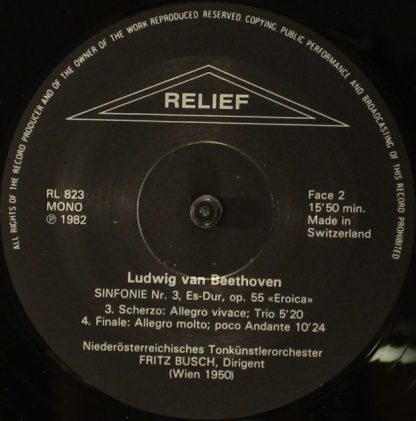 ALL RIGHTS OF THE RECORD PRODUCER AND OF THE OWNER OF THE WORK REPRODUCED RESERVED COPYING, PUBLIC PERFORMANCE AND BROADCASTING OF THIS RECORD PROHIBITED
RELIEF
RL 823
MONO
℗ 1982
Face 2
15'50 min.
Made in
Switzerland
Ludwig van Beethoven
SINFONIE Nr. 3, Es-Dur, op. 55 «Eroica»
3. Scherzo: Allegro vivace; Trio 5'20
4. Finale: Allegro molto; poco Andante 10'24
Niederösterreichisches Tonkünstlerorchester
FRITZ BUSCH, Dirigent
(Wien 1950)